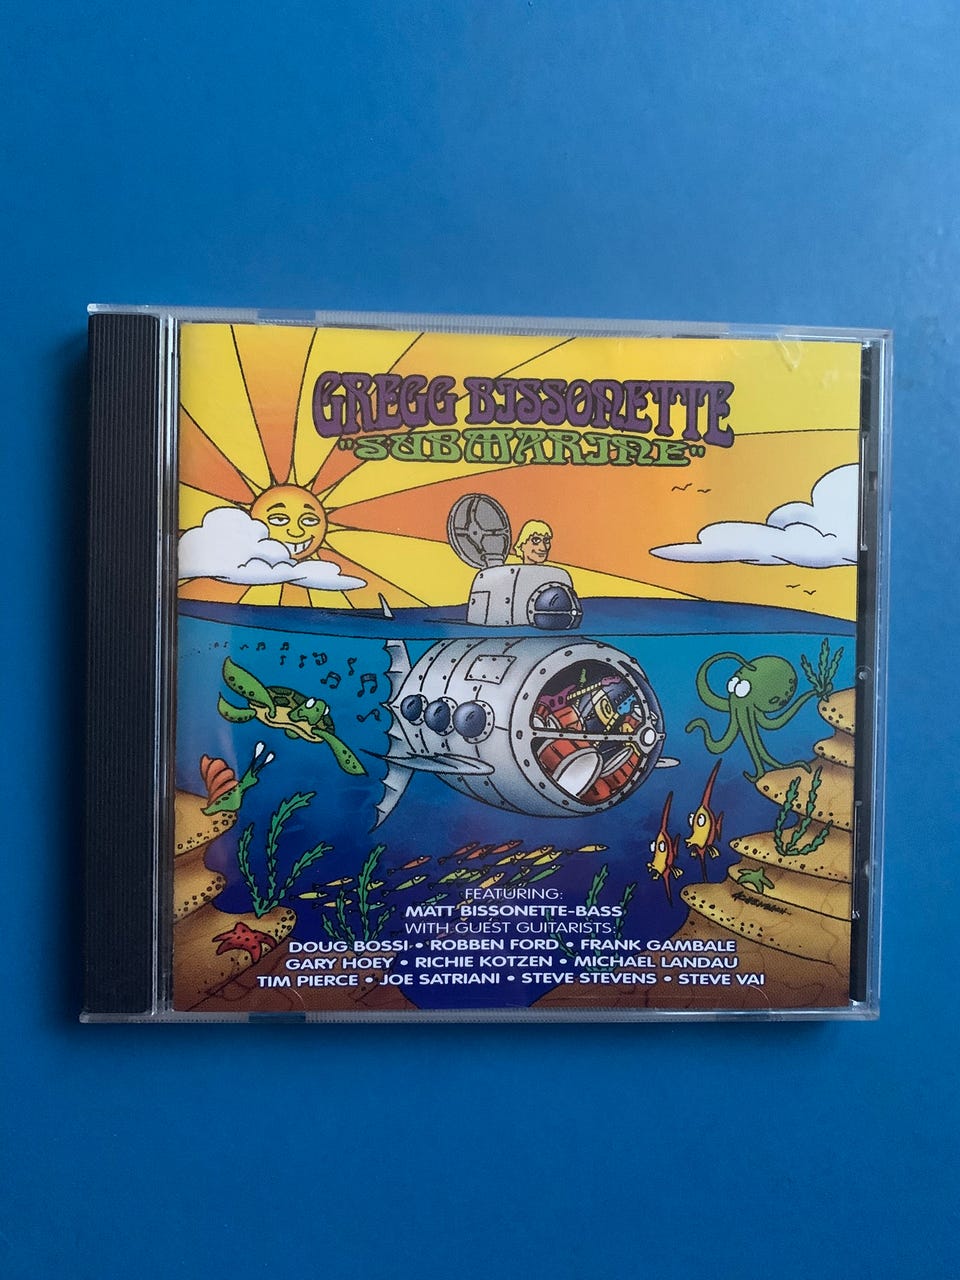 GREGG BISSONETTE
"SUBMARINE"
FEATURING:
MATT BISSONETTE-BASS
WITH GUEST GUITARISTS:
DOUG BOSSI • ROBBEN FORD • FRANK GAMBALE
GARY HOEY • RICHIE KOTZEN • MICHAEL LANDAU
TIM PIERCE • JOE SATRIANI • STEVE STEVENS • STEVE VAI